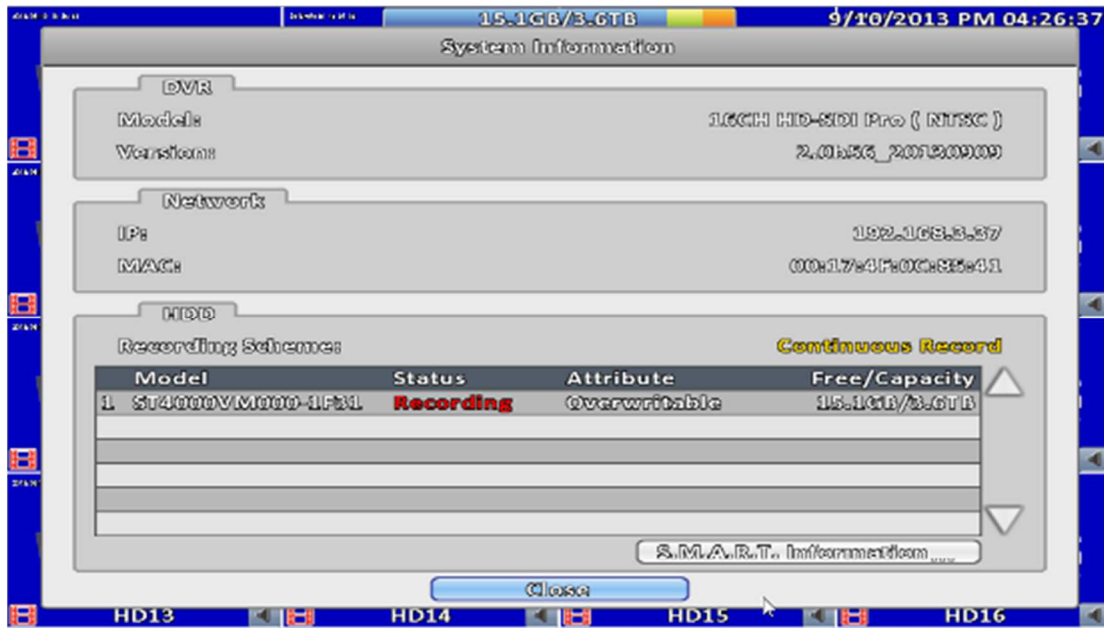 15.1GB/3.6TB
9/10/2013 PM 04:26:37
System Information
DVR
Model: 16CH HD-SDI Pro ( NTSC )
Version: 2.0b56_20130909
Network
IP: 192.168.3.37
MAC: 00:17:4F:0C:85:41
HDD
Recording Scheme: Continuous Record
Model Status Attribute Free/Capacity
1 ST4000VM000-1F31 Recording Overwritable 15.1GB/3.6TB
S.M.A.R.T. Information...
Close
HD13 HD14 HD15 HD16